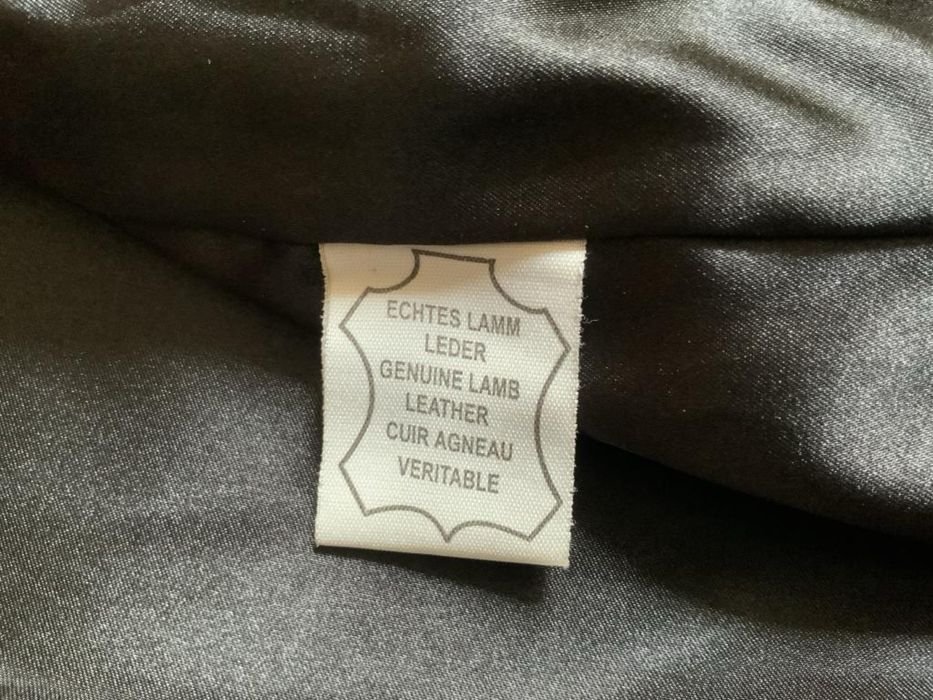 ECHTES LAMM
LEDER
GENUINE LAMB
LEATHER
CUIR AGNEAU
VERITABLE